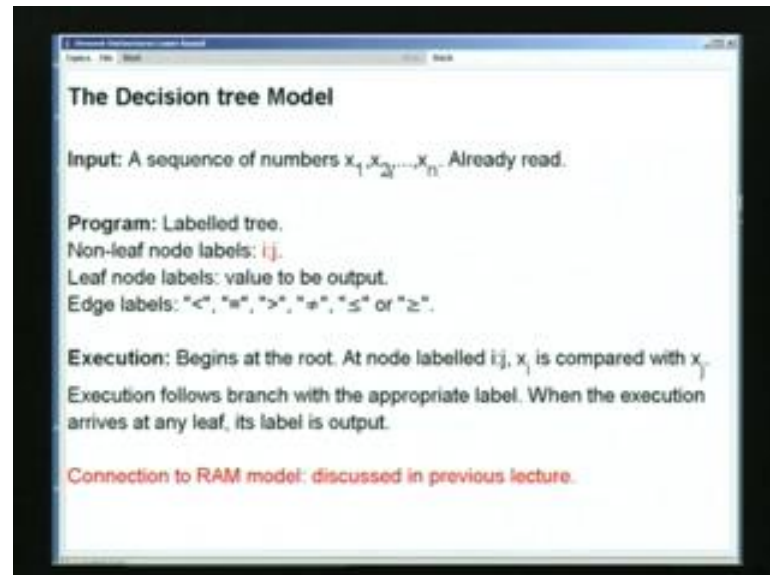 The Decision tree Model
Input: A sequence of numbers x₁,x₂,...,xₙ. Already read.
Program: Labelled tree.
Non-leaf node labels: i:j.
Leaf node labels: value to be output.
Edge labels: "<", "=", ">", "≠", "≤" or "≥".
Execution: Begins at the root. At node labelled i:j, xᵢ is compared with xⱼ.
Execution follows branch with the appropriate label. When the execution
arrives at any leaf, its label is output.
Connection to RAM model: discussed in previous lecture.